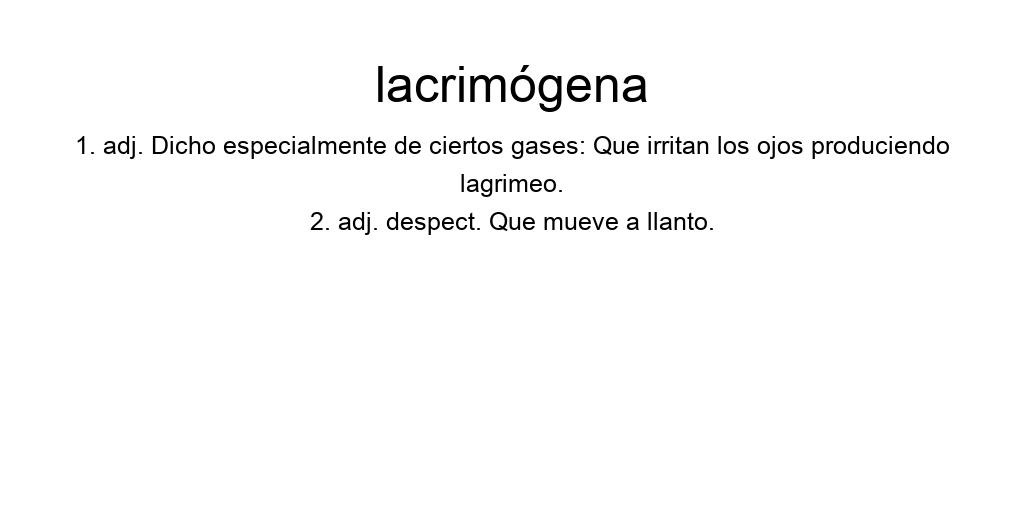 lacrimógena
1. adj. Dicho especialmente de ciertos gases: Que irritan los ojos produciendo
lagrimeo.
2. adj. despect. Que mueve a llanto.